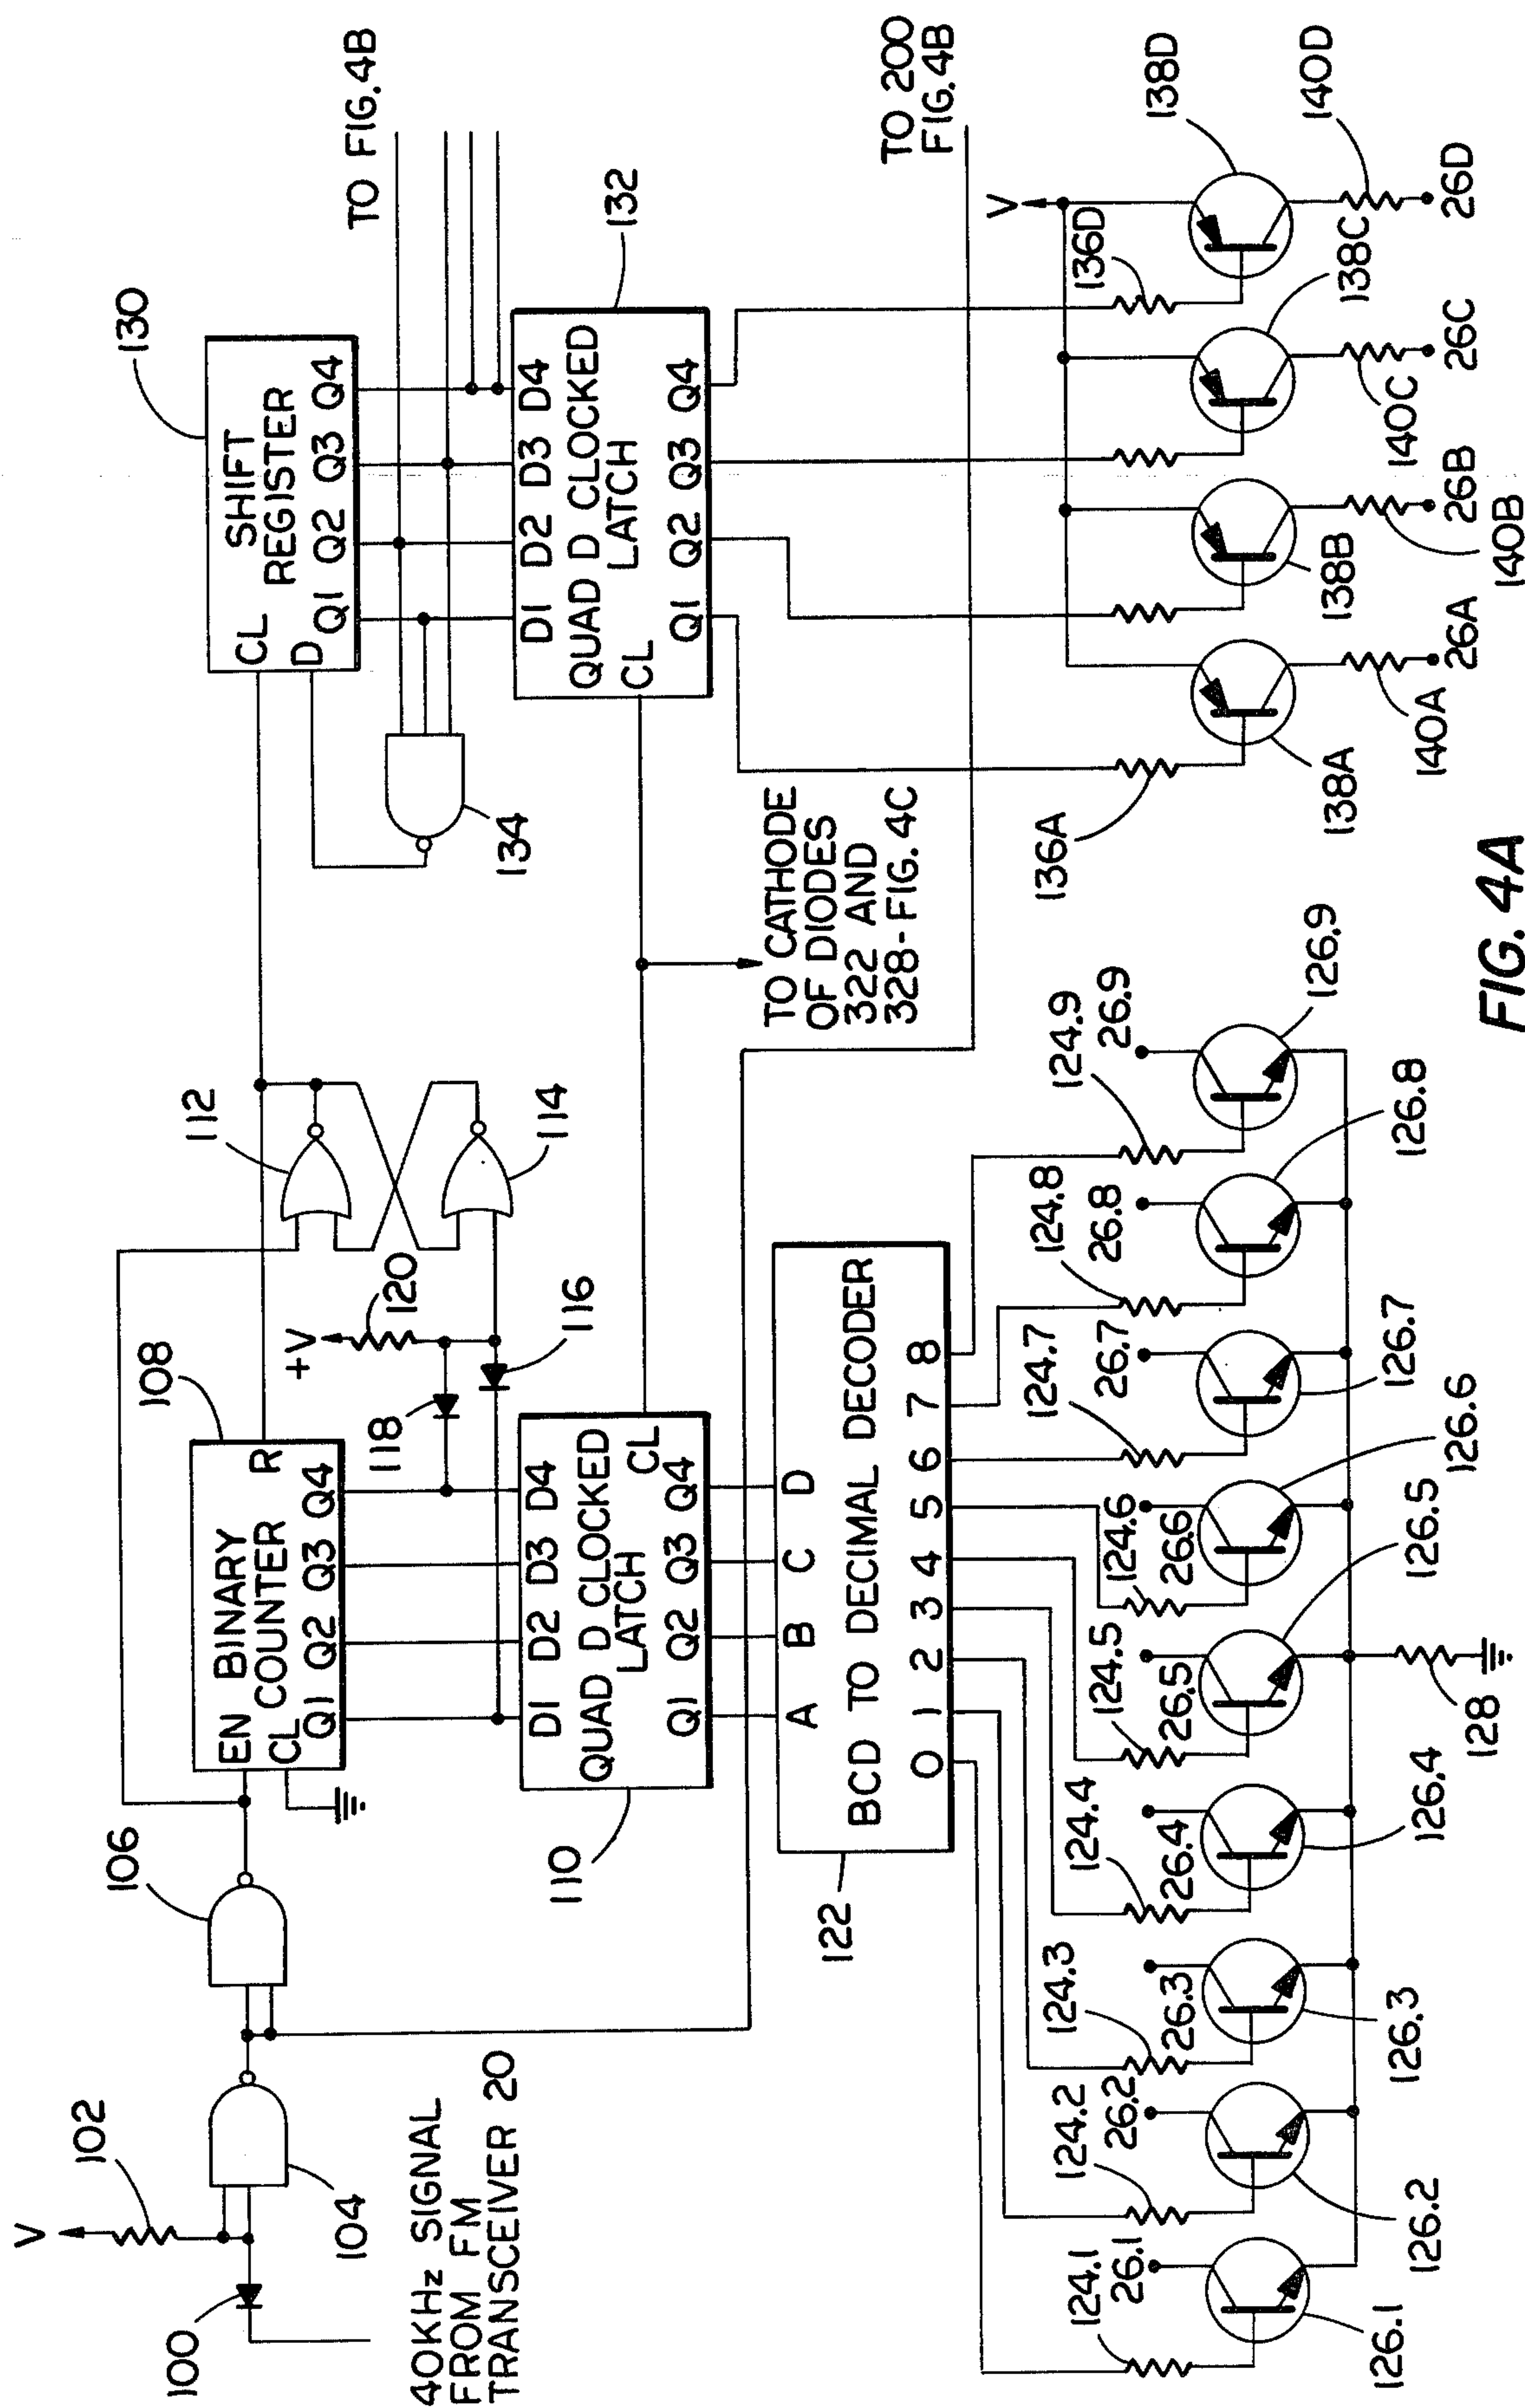 V
102
100
104
106
40KHz SIGNAL
FROM FM
TRANSCEIVER 20
108
EN BINARY
COUNTER
R
CL
Q1 Q2 Q3 Q4
+V
120
118
116
112
114
110
D1 D2 D3 D4
QUAD D CLOCKED
LATCH
CL
Q1 Q2 Q3 Q4
122
A B C D
BCD TO DECIMAL DECODER
0 1 2 3 4 5 6 7 8
124.1
26.1
126.1
124.2
26.2
126.2
124.3
26.3
126.3
124.4
26.4
126.4
124.5
26.5
126.5
124.6
26.6
126.6
124.7
26.7
126.7
124.8
26.8
126.8
124.9
26.9
126.9
128
130
CL SHIFT
REGISTER
D
Q1 Q2 Q3 Q4
TO FIG. 4B
134
132
D1 D2 D3 D4
QUAD D CLOCKED
LATCH
CL
Q1 Q2 Q3 Q4
TO CATHODE
OF DIODES
322 AND
328-FIG. 4C
TO 200
FIG. 4B
V
136A
136D
138A
138B
138C
138D
140A
140B
140C
140D
26A
26B
26C
26D
FIG. 4A